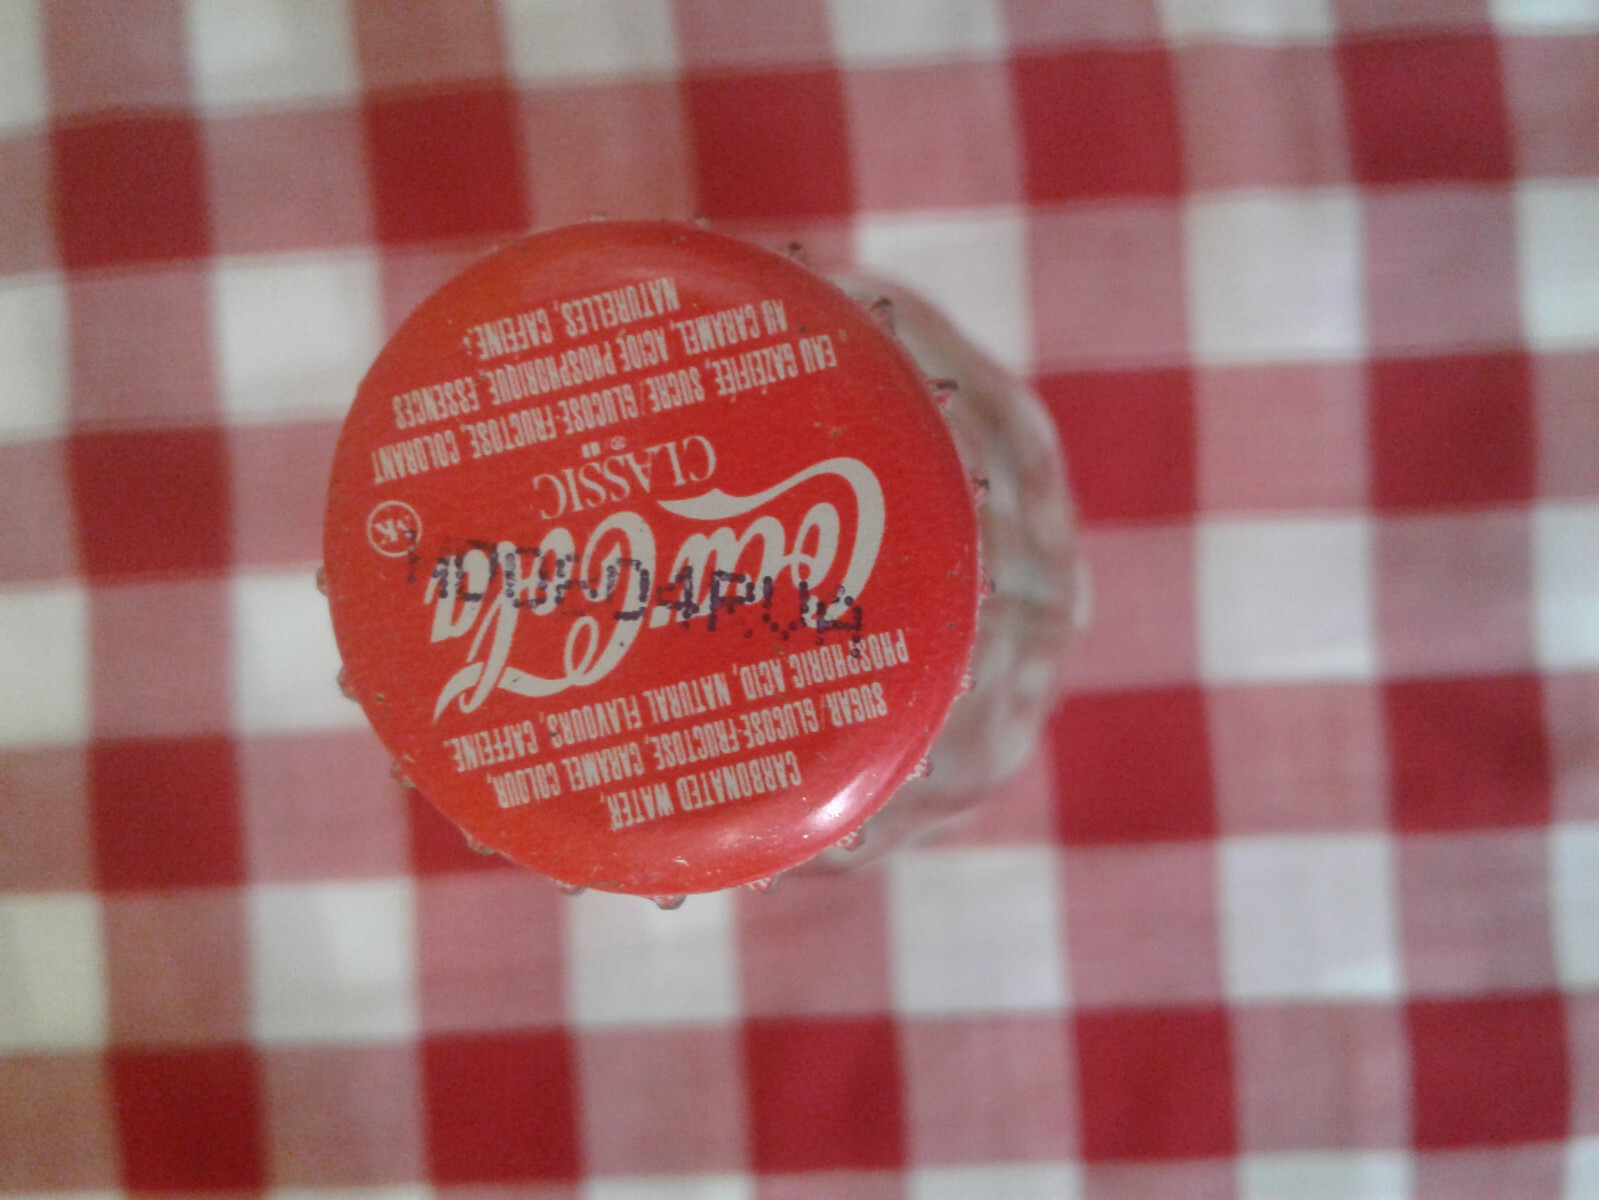 CARBONATED WATER,
SUGAR/GLUCOSE-FRUCTOSE, CARAMEL COLOUR,
PHOSPHORIC ACID, NATURAL FLAVOURS, CAFFEINE.
Coca-Cola
MK
CLASSIC
EAU GAZÉIFIÉE, SUCRE/GLUCOSE-FRUCTOSE, COLORANT
AU CARAMEL, ACIDE PHOSPHORIQUE, ESSENCES
NATURELLES, CAFÉINE.